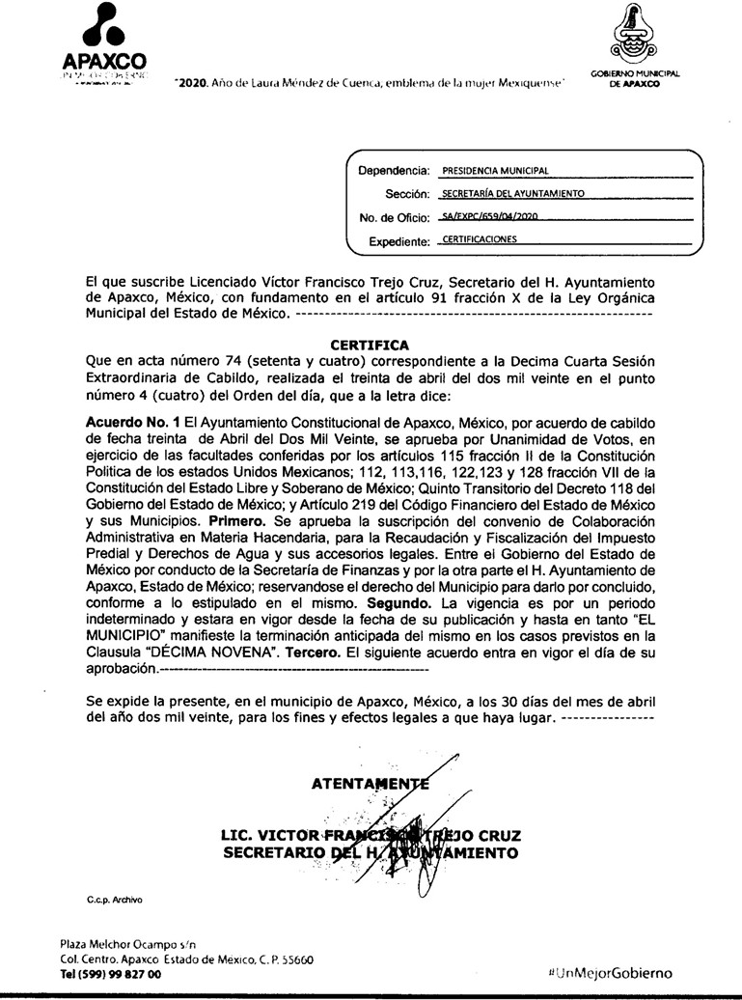 APAXCO
UN MEJOR GOBIERNO
GOBIERNO MUNICIPAL
DE APAXCO
"2020. Año de Laura Méndez de Cuenca; emblema de la mujer Mexiquense"
Dependencia: PRESIDENCIA MUNICIPAL
Sección: SECRETARÍA DEL AYUNTAMIENTO
No. de Oficio: SA/EXPC/659/04/2020
Expediente: CERTIFICACIONES
El que suscribe Licenciado Víctor Francisco Trejo Cruz, Secretario del H. Ayuntamiento
de Apaxco, México, con fundamento en el artículo 91 fracción X de la Ley Orgánica
Municipal del Estado de México. ----------------------------------------------------------------
CERTIFICA
Que en acta número 74 (setenta y cuatro) correspondiente a la Decima Cuarta Sesión
Extraordinaria de Cabildo, realizada el treinta de abril del dos mil veinte en el punto
número 4 (cuatro) del Orden del día, que a la letra dice:
Acuerdo No. 1 El Ayuntamiento Constitucional de Apaxco, México, por acuerdo de cabildo
de fecha treinta de Abril del Dos Mil Veinte, se aprueba por Unanimidad de Votos, en
ejercicio de las facultades conferidas por los artículos 115 fracción II de la Constitución
Politica de los estados Unidos Mexicanos; 112, 113,116, 122,123 y 128 fracción VII de la
Constitución del Estado Libre y Soberano de México; Quinto Transitorio del Decreto 118 del
Gobierno del Estado de México; y Artículo 219 del Código Financiero del Estado de México
y sus Municipios. Primero. Se aprueba la suscripción del convenio de Colaboración
Administrativa en Materia Hacendaria, para la Recaudación y Fiscalización del Impuesto
Predial y Derechos de Agua y sus accesorios legales. Entre el Gobierno del Estado de
México por conducto de la Secretaría de Finanzas y por la otra parte el H. Ayuntamiento de
Apaxco, Estado de México; reservandose el derecho del Municipio para darlo por concluido,
conforme a lo estipulado en el mismo. Segundo. La vigencia es por un periodo
indeterminado y estara en vigor desde la fecha de su publicación y hasta en tanto "EL
MUNICIPIO" manifieste la terminación anticipada del mismo en los casos previstos en la
Clausula "DÉCIMA NOVENA". Tercero. El siguiente acuerdo entra en vigor el día de su
aprobación.----------------------------------------------------
Se expide la presente, en el municipio de Apaxco, México, a los 30 días del mes de abril
del año dos mil veinte, para los fines y efectos legales a que haya lugar. ----------------
ATENTAMENTE
LIC. VICTOR FRANCISCO TREJO CRUZ
SECRETARIO DEL H. AYUNTAMIENTO
C.c.p. Archivo
Plaza Melchor Ocampo s/n
Col. Centro. Apaxco Estado de México, C. P. 55660
Tel (599) 99 827 00
#UnMejorGobierno